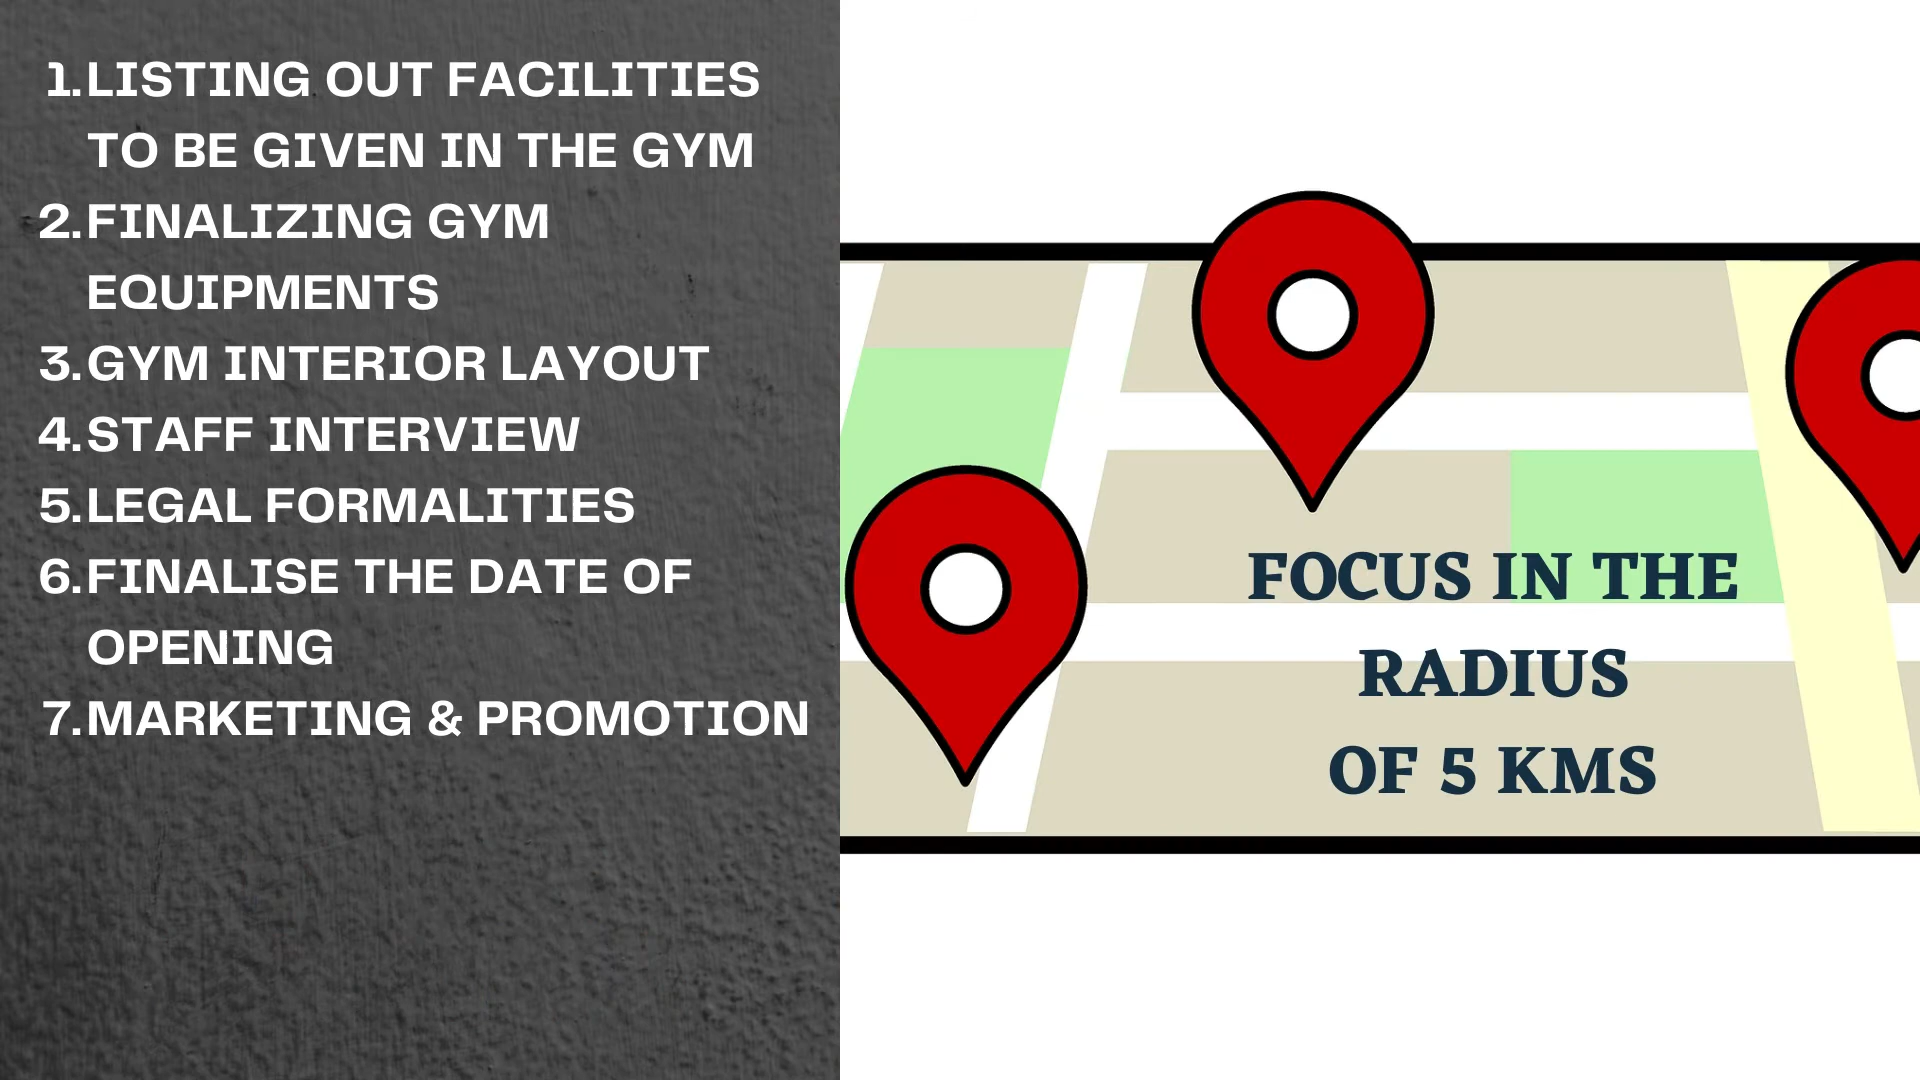 1. LISTING OUT FACILITIES
TO BE GIVEN IN THE GYM
2. FINALIZING GYM
EQUIPMENTS
3. GYM INTERIOR LAYOUT
4. STAFF INTERVIEW
5. LEGAL FORMALITIES
6. FINALISE THE DATE OF
OPENING
7. MARKETING & PROMOTION
FOCUS IN THE
RADIUS
OF 5 KMS